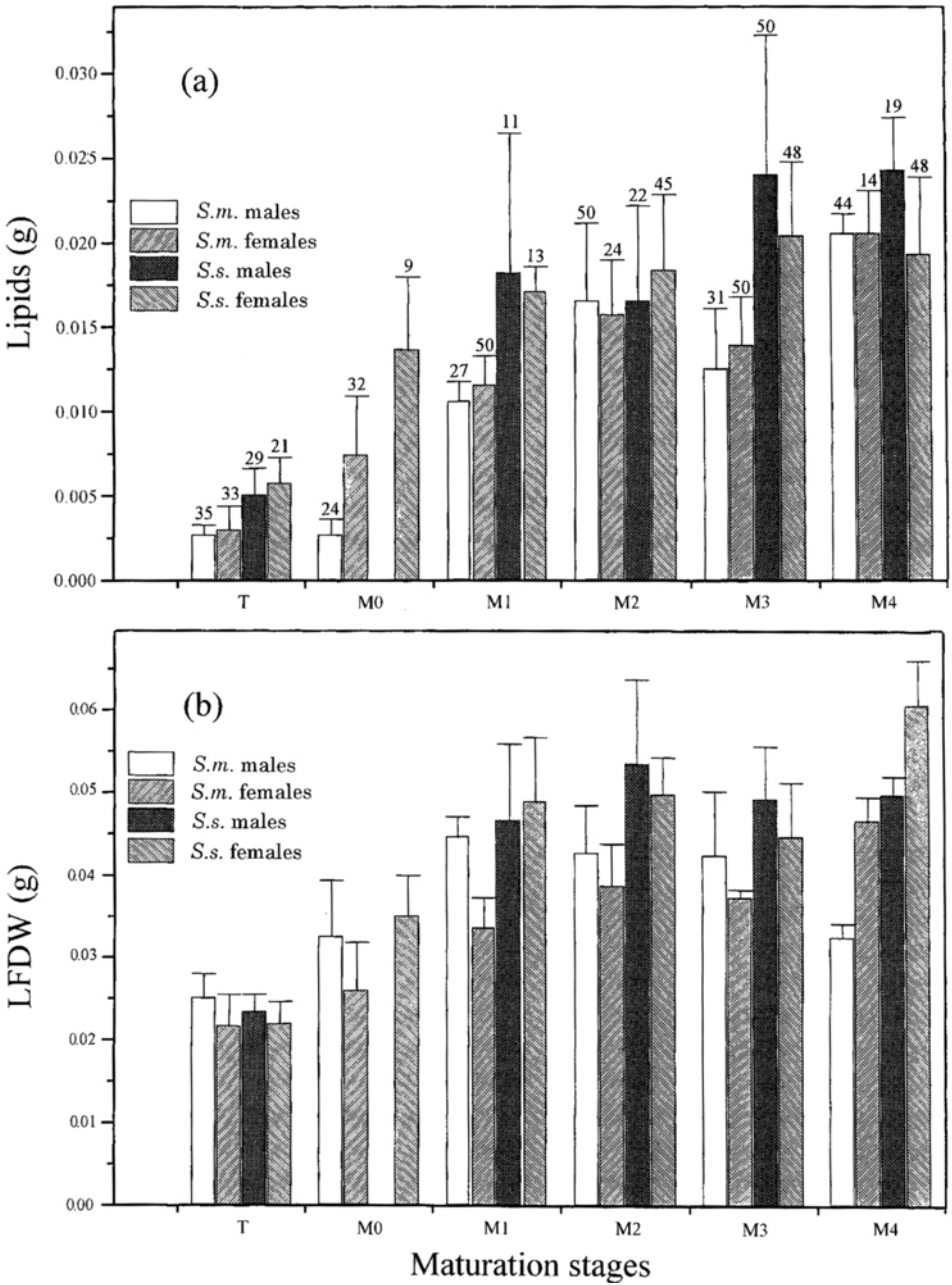 (a)
Lipids (g)
0.030
0.025
0.020
0.015
0.010
0.005
0.000
S.m. males
S.m. females
S.s. males
S.s. females
35 33 29 21
24 32 9
27 50 11 13
50 24 22 45
31 50 50 48
44 14 19 48
T M0 M1 M2 M3 M4
(b)
LFDW (g)
0.06
0.05
0.04
0.03
0.02
0.01
0.00
S.m. males
S.m. females
S.s. males
S.s. females
T M0 M1 M2 M3 M4
Maturation stages